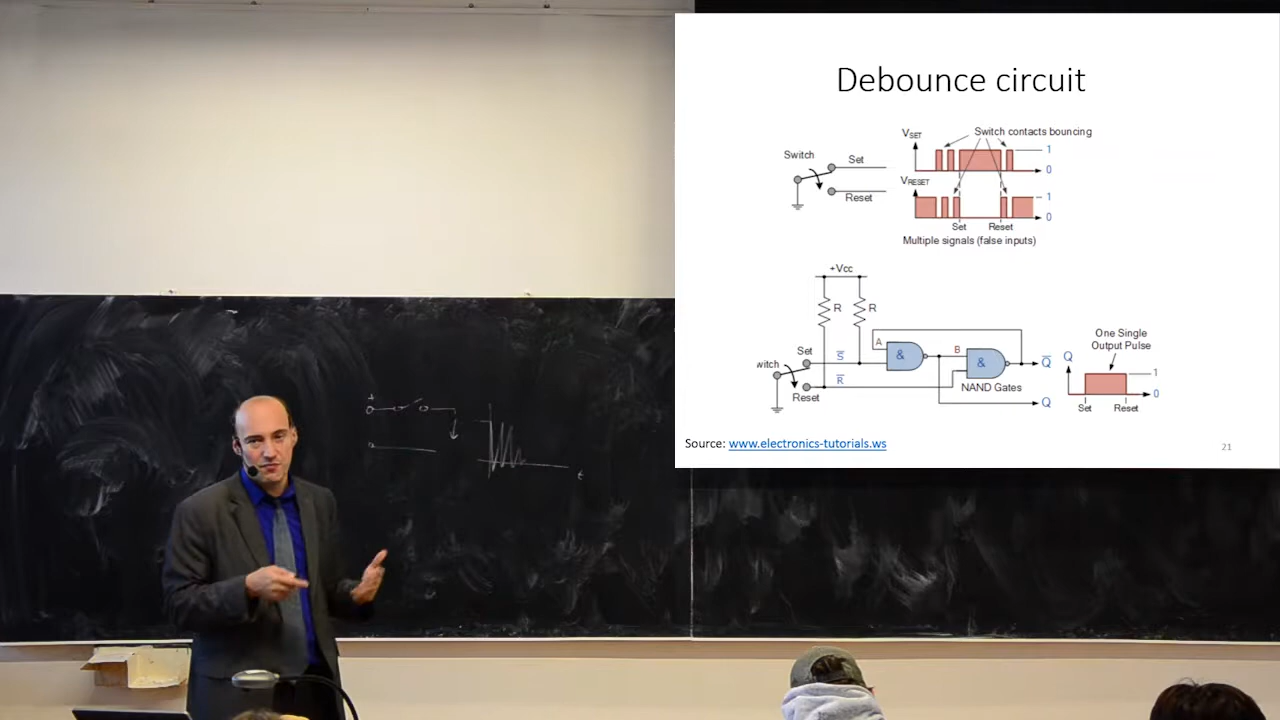 Debounce circuit
Switch contacts bouncing
VSET
1
0
Switch
Set
Reset
VRESET
1
0
Set Reset
Multiple signals (false inputs)
+Vcc
R R
A
&
B
&
NAND Gates
Set
S̅
witch
R̅
Reset
Q̅
Q
One Single
Output Pulse
Q
1
0
Set Reset
Source: www.electronics-tutorials.ws
21
+
t